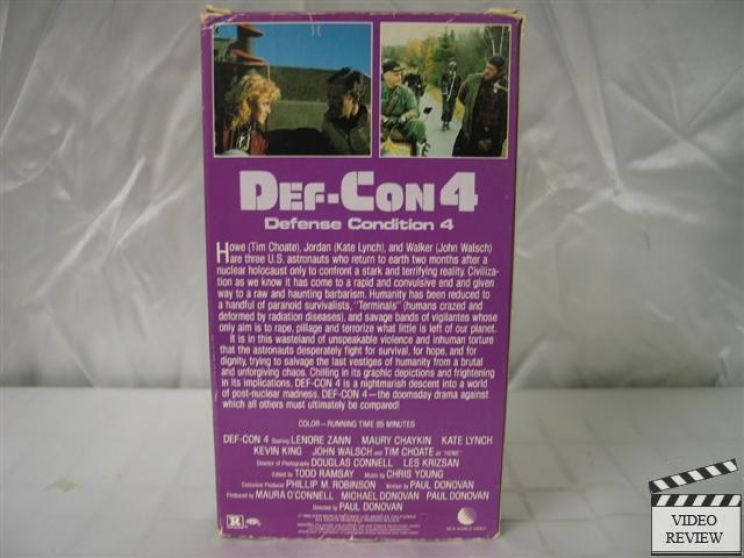 DEF-CON 4
Defense Condition 4
Howe (Tim Choate), Jordan (Kate Lynch), and Walker (John Walsch)
are three U.S. astronauts who return to earth two months after a
nuclear holocaust only to confront a stark and terrifying reality. Civiliza-
tion as we know it has come to a rapid and convulsive end and given
way to a raw and haunting barbarism. Humanity has been reduced to
a handful of paranoid survivalists, "Terminals" (humans crazed and
deformed by radiation diseases), and savage bands of vigilantes whose
only aim is to rape, pillage and terrorize what little is left of our planet.
It is in this wasteland of unspeakable violence and inhuman torture
that the astronauts desperately fight for survival, for hope, and for
dignity, trying to salvage the last vestiges of humanity from a brutal
and unforgiving chaos. Chilling in its graphic depictions and frightening
in its implications, DEF-CON 4 is a nightmarish descent into a world
of post-nuclear madness. DEF-CON 4—the doomsday drama against
which all others must ultimately be compared!
COLOR—RUNNING TIME 85 MINUTES
DEF-CON 4 Starring LENORE ZANN MAURY CHAYKIN KATE LYNCH
KEVIN KING JOHN WALSCH and TIM CHOATE as "HOWE"
Director of Photography DOUGLAS CONNELL LES KRIZSAN
Edited by TODD RAMSAY Music by CHRIS YOUNG
Executive Producer PHILLIP M. ROBINSON Written by PAUL DONOVAN
Produced by MAURA O'CONNELL MICHAEL DONOVAN PAUL DONOVAN
Directed by PAUL DONOVAN
R
NEW WORLD VIDEO
VIDEO
REVIEW